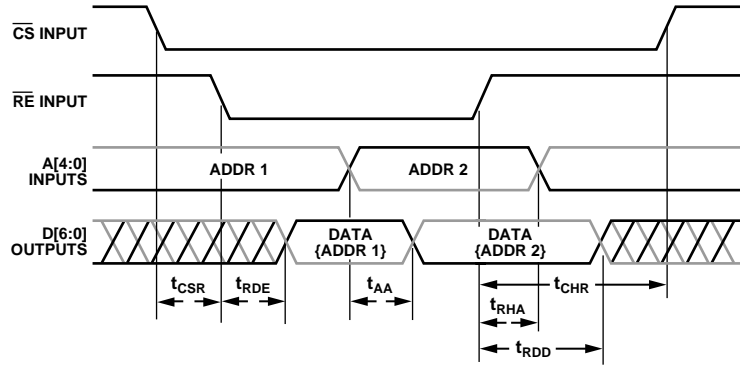 CS INPUT
RE INPUT
A[4:0]
INPUTS
ADDR 1
ADDR 2
D[6:0]
OUTPUTS
DATA
{ADDR 1}
DATA
{ADDR 2}
tCSR
tRDE
tAA
tCHR
tRHA
tRDD